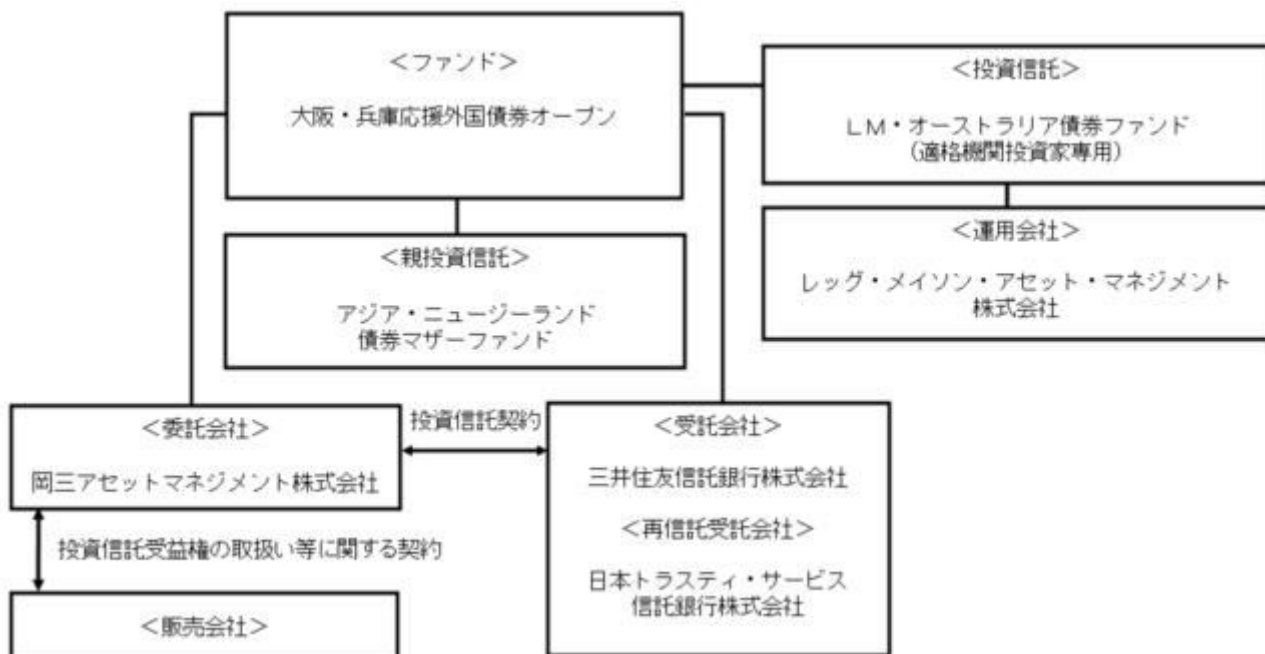 <ファンド>
大阪・兵庫応援外国債券オープン
<投資信託>
LM・オーストラリア債券ファンド
(適格機関投資家専用)
<親投資信託>
アジア・ニュージーランド
債券マザーファンド
<運用会社>
レッグ・メイソン・アセット・マネジメント
株式会社
<委託会社>
岡三アセットマネジメント株式会社
投資信託契約
<受託会社>
三井住友信託銀行株式会社
<再信託受託会社>
日本トラスティ・サービス
信託銀行株式会社
投資信託受益権の取扱い等に関する契約
<販売会社>